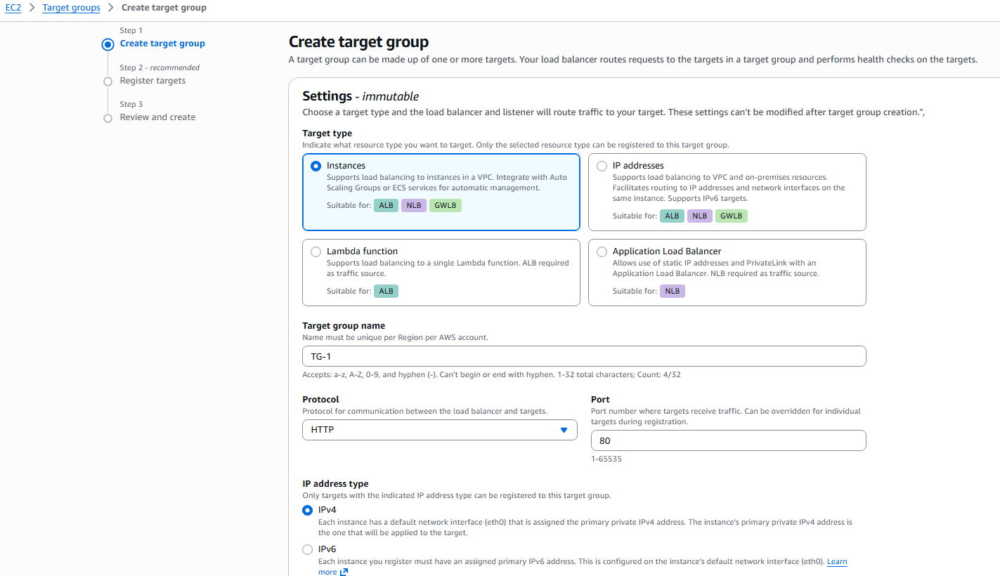 EC2 > Target groups > Create target group
Step 1
Create target group
Step 2 - recommended
Register targets
Step 3
Review and create
Create target group
A target group can be made up of one or more targets. Your load balancer routes requests to the targets in a target group and performs health checks on the targets.
Settings - immutable
Choose a target type and the load balancer and listener will route traffic to your target. These settings can't be modified after target group creation.",
Target type
Indicate what resource type you want to target. Only the selected resource type can be registered to this target group.
Instances
Supports load balancing to instances in a VPC. Integrate with Auto
Scaling Groups or ECS services for automatic management.
Suitable for: ALB NLB GWLB
IP addresses
Supports load balancing to VPC and on-premises resources.
Facilitates routing to IP addresses and network interfaces on the
same instance. Supports IPv6 targets.
Suitable for: ALB NLB GWLB
Lambda function
Supports load balancing to a single Lambda function. ALB required
as traffic source.
Suitable for: ALB
Application Load Balancer
Allows use of static IP addresses and PrivateLink with an
Application Load Balancer. NLB required as traffic source.
Suitable for: NLB
Target group name
Name must be unique per Region per AWS account.
TG-1
Accepts: a-z, A-Z, 0-9, and hyphen (-). Can't begin or end with hyphen. 1-32 total characters; Count: 4/32
Protocol
Protocol for communication between the load balancer and targets.
HTTP
Port
Port number where targets receive traffic. Can be overridden for individual
targets during registration.
80
1-65535
IP address type
Only targets with the indicated IP address type can be registered to this target group.
IPv4
Each instance has a default network interface (eth0) that is assigned the primary private IPv4 address. The instance's primary private IPv4 address is
the one that will be applied to the target.
IPv6
Each instance you register must have an assigned primary IPv6 address. This is configured on the instance's default network interface (eth0). Learn
more